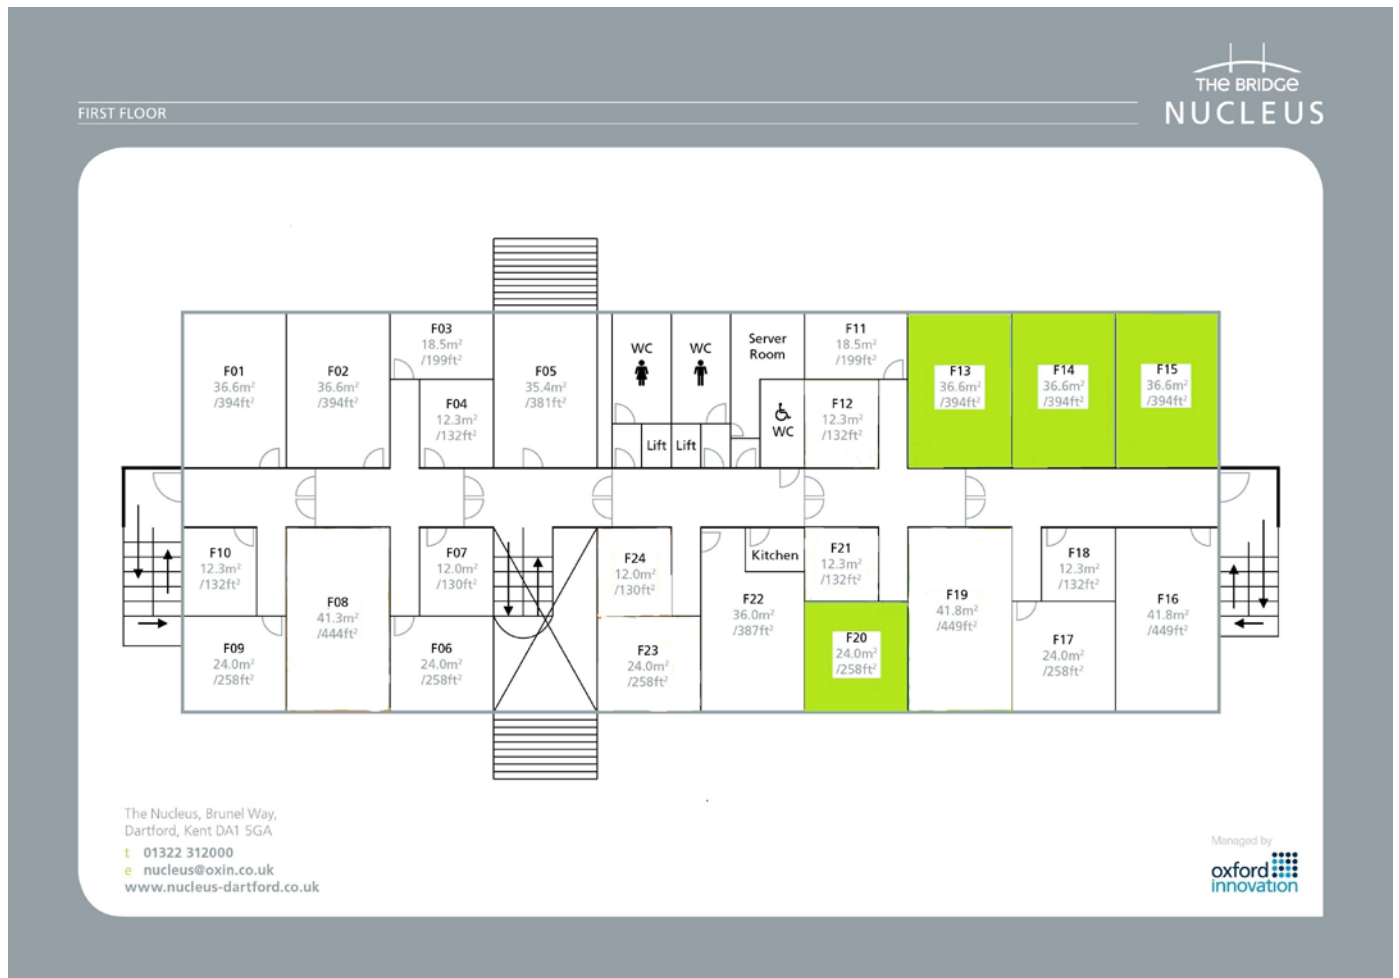 THE BRIDGE
NUCLEUS
FIRST FLOOR
F01
36.6m²
/394ft²
F02
36.6m²
/394ft²
F03
18.5m²
/199ft²
F04
12.3m²
/132ft²
F05
35.4m²
/381ft²
WC
WC
Lift
Lift
Server
Room
WC
F11
18.5m²
/199ft²
F12
12.3m²
/132ft²
F13
36.6m²
/394ft²
F14
36.6m²
/394ft²
F15
36.6m²
/394ft²
F10
12.3m²
/132ft²
F09
24.0m²
/258ft²
F08
41.3m²
/444ft²
F07
12.0m²
/130ft²
F06
24.0m²
/258ft²
F24
12.0m²
/130ft²
F23
24.0m²
/258ft²
Kitchen
F22
36.0m²
/387ft²
F21
12.3m²
/132ft²
F20
24.0m²
/258ft²
F19
41.8m²
/449ft²
F18
12.3m²
/132ft²
F17
24.0m²
/258ft²
F16
41.8m²
/449ft²
The Nucleus, Brunel Way,
Dartford, Kent DA1 5GA
t 01322 312000
e nucleus@oxin.co.uk
www.nucleus-dartford.co.uk
Managed by
oxford
innovation